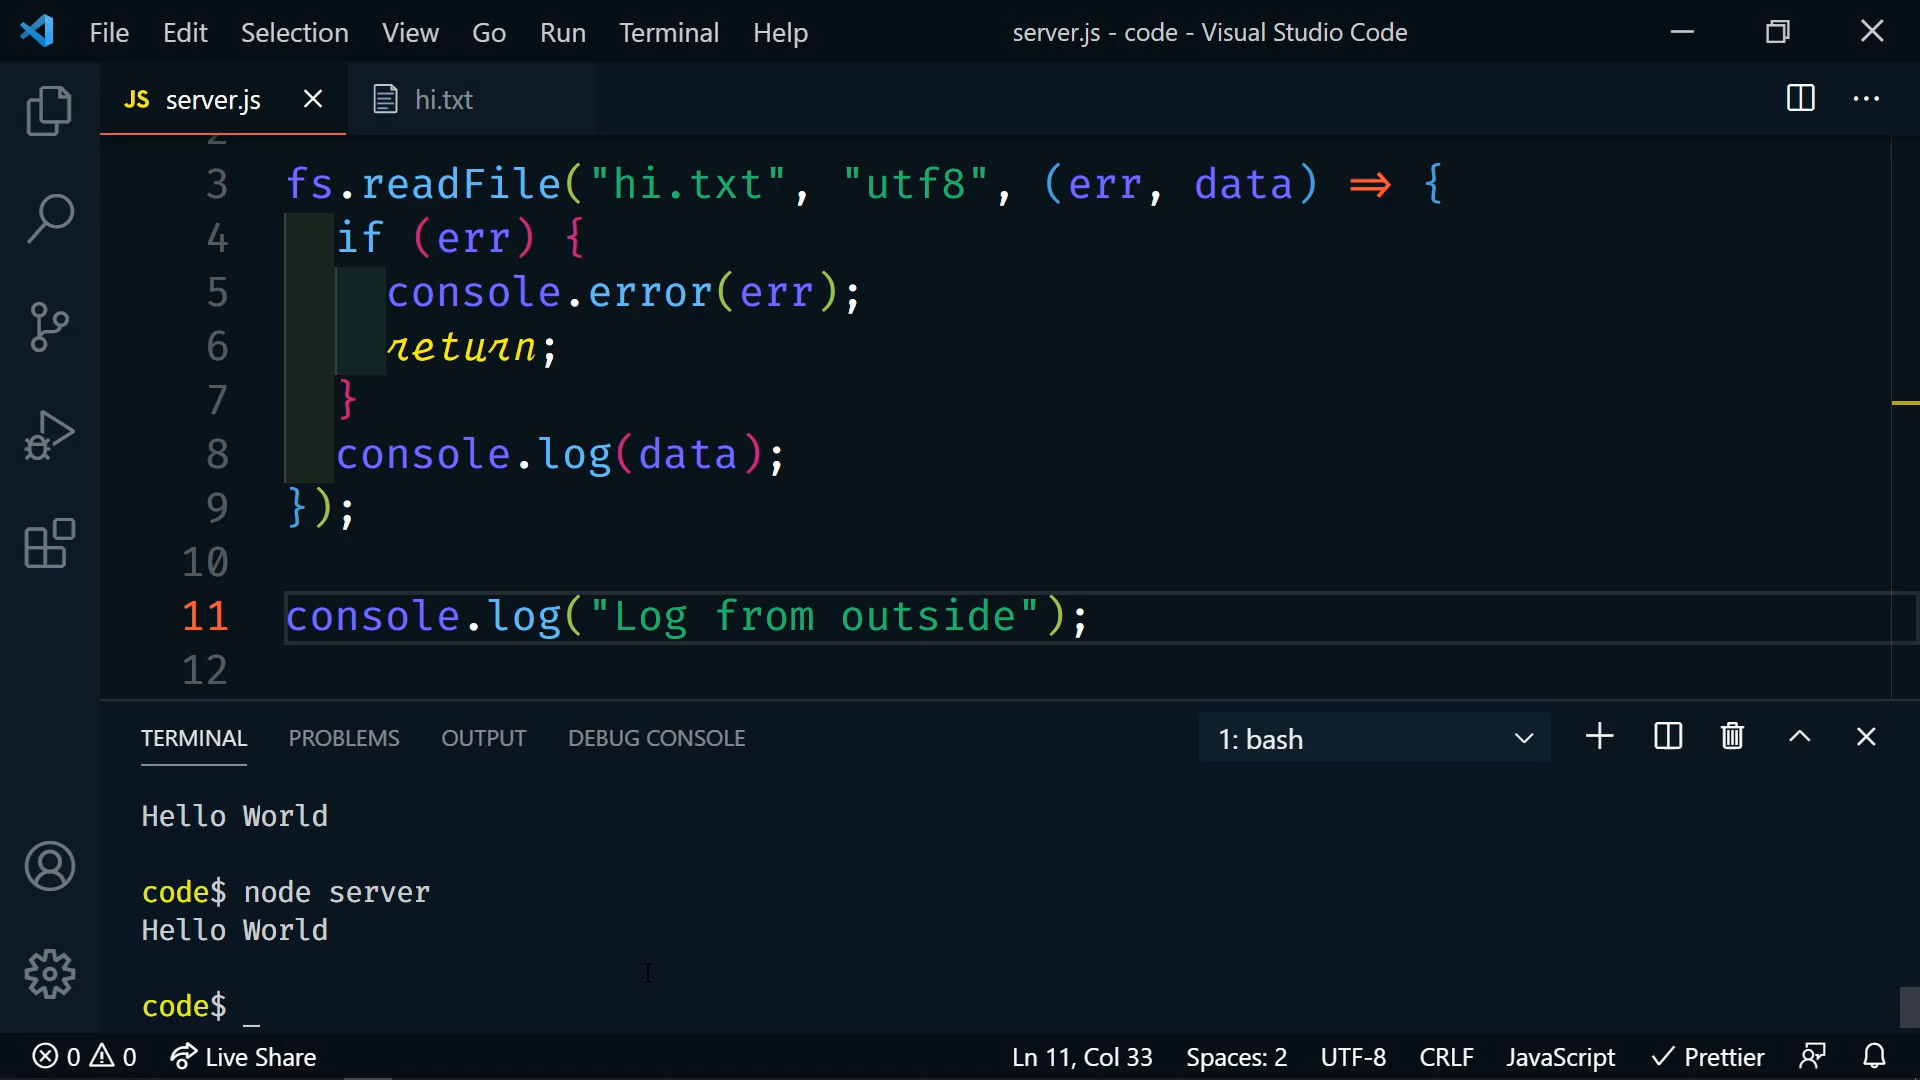 File Edit Selection View Go Run Terminal Help server.js - code - Visual Studio Code
JS server.js hi.txt
2
3 fs.readFile("hi.txt", "utf8", (err, data) => {
4 if (err) {
5 console.error(err);
6 return;
7 }
8 console.log(data);
9 });
10
11 console.log("Log from outside");
12
TERMINAL PROBLEMS OUTPUT DEBUG CONSOLE 1: bash
Hello World
code$ node server
Hello World
code$ _
0 0 Live Share Ln 11, Col 33 Spaces: 2 UTF-8 CRLF JavaScript Prettier